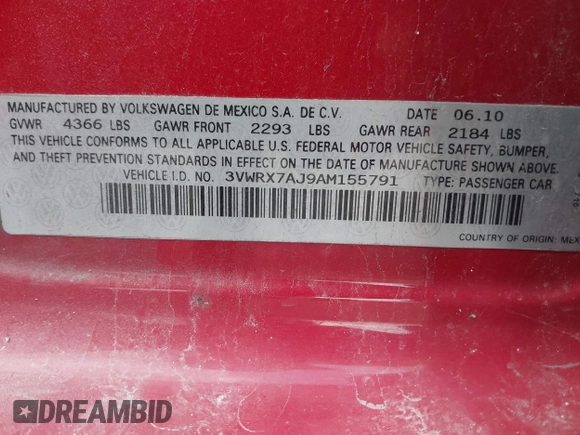 MANUFACTURED BY VOLKSWAGEN DE MEXICO S.A. DE C.V. DATE 06.10
GVWR 4366 LBS GAWR FRONT 2293 LBS GAWR REAR 2184 LBS
THIS VEHICLE CONFORMS TO ALL APPLICABLE U.S. FEDERAL MOTOR VEHICLE SAFETY, BUMPER,
AND THEFT PREVENTION STANDARDS IN EFFECT ON THE DATE OF MANUFACTURE SHOWN ABOVE.
VEHICLE I.D. NO. 3VWRX7AJ9AM155791 TYPE: PASSENGER CAR
COUNTRY OF ORIGIN: MEX
DREAMBID